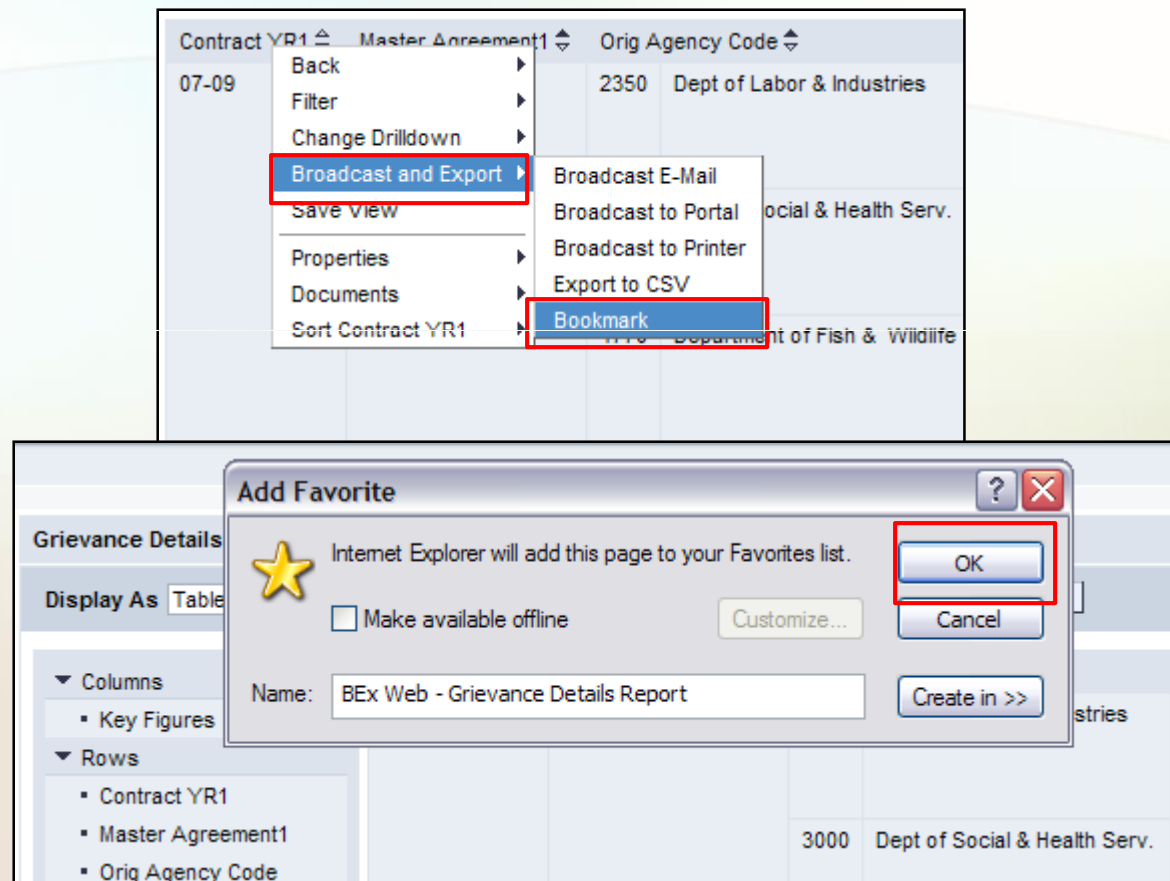 Contract YR1 Master Agreement1 Orig Agency Code
07-09 2350 Dept of Labor & Industries
Back
Filter
Change Drilldown
Broadcast and Export
Save View
Properties
Documents
Sort Contract YR1
Broadcast E-Mail
Broadcast to Portal
Broadcast to Printer
Export to CSV
Bookmark
ocial & Health Serv.
Department of Fish & Wildlife
Add Favorite
?
Grievance Details
Internet Explorer will add this page to your Favorites list.
OK
Display As Table
Make available offline
Customize...
Cancel
Columns
Name: BEx Web - Grievance Details Report
Create in >>
Key Figures
stries
Rows
Contract YR1
Master Agreement1
3000 Dept of Social & Health Serv.
Orig Agency Code